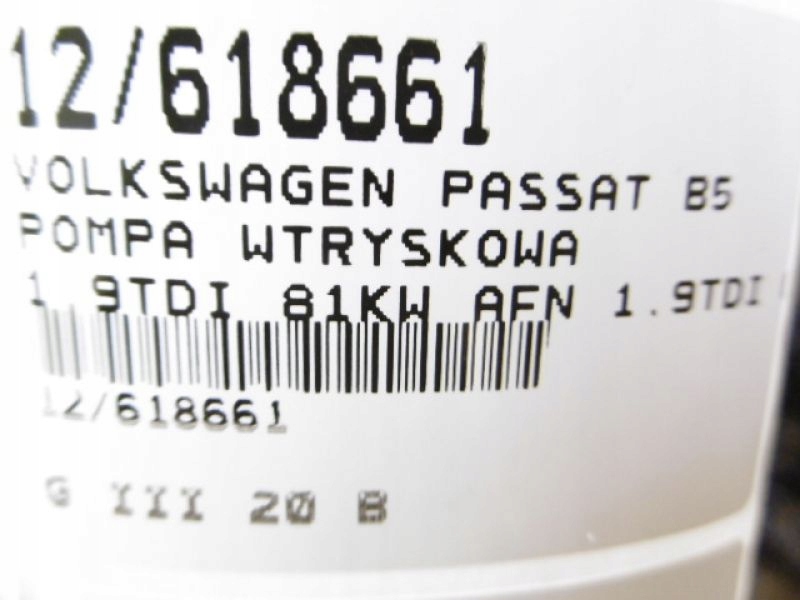 12/618661
VOLKSWAGEN PASSAT B5
POMPA WTRYSKOWA
1.9TDI 81KW AFN 1.9TDI
12/618661
G III 20 B